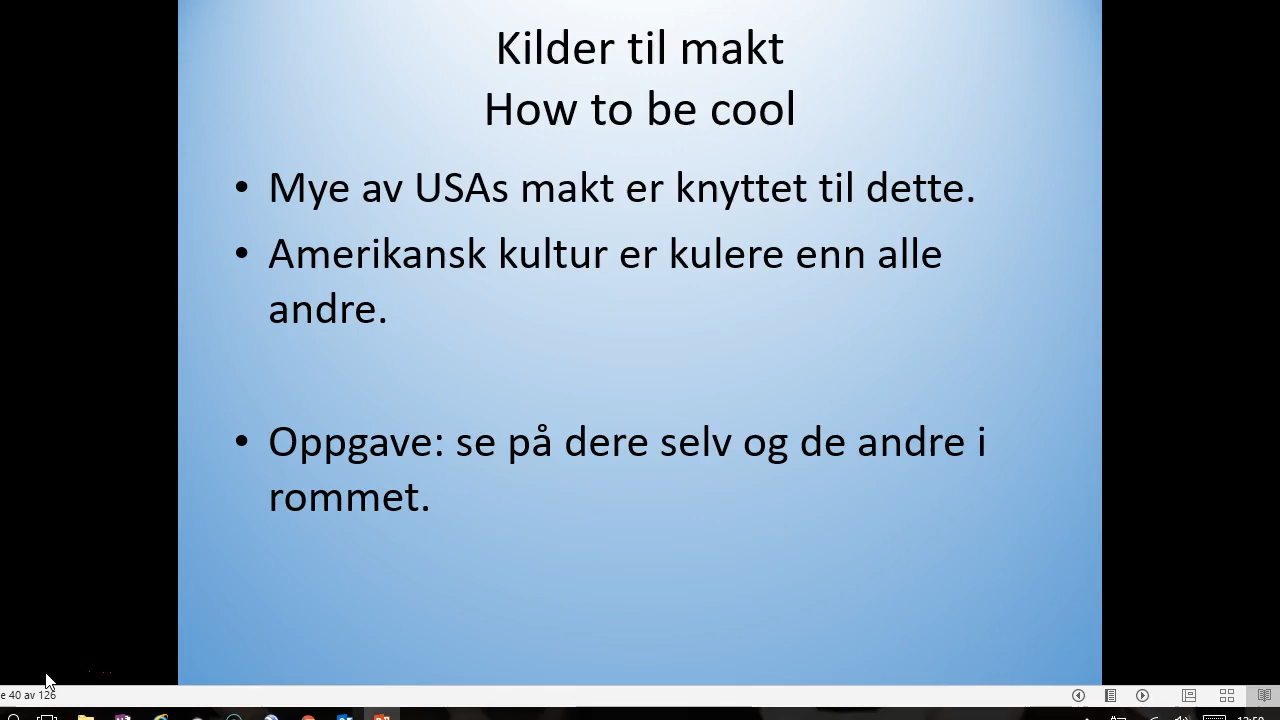 Kilder til makt
How to be cool
• Mye av USAs makt er knyttet til dette.
• Amerikansk kultur er kulere enn alle
andre.
• Oppgave: se på dere selv og de andre i
rommet.
e 40 av 126